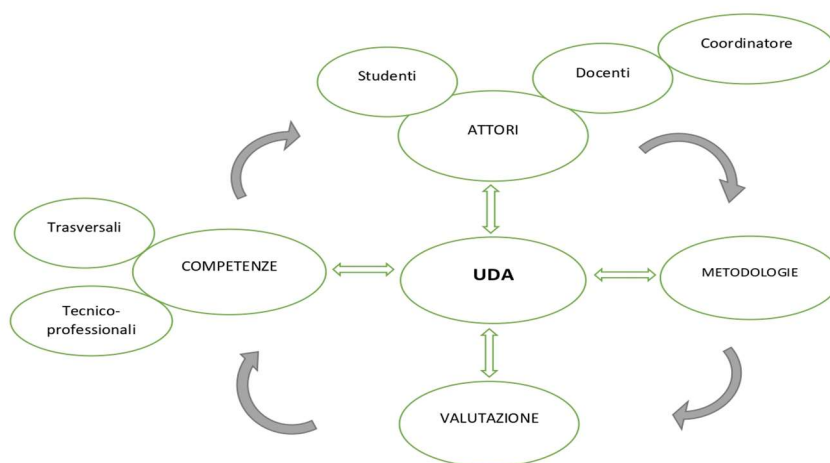 Coordinatore
Studenti
Docenti
ATTORI
Trasversali
COMPETENZE
UDA
METODOLOGIE
Tecnico-
professionali
VALUTAZIONE